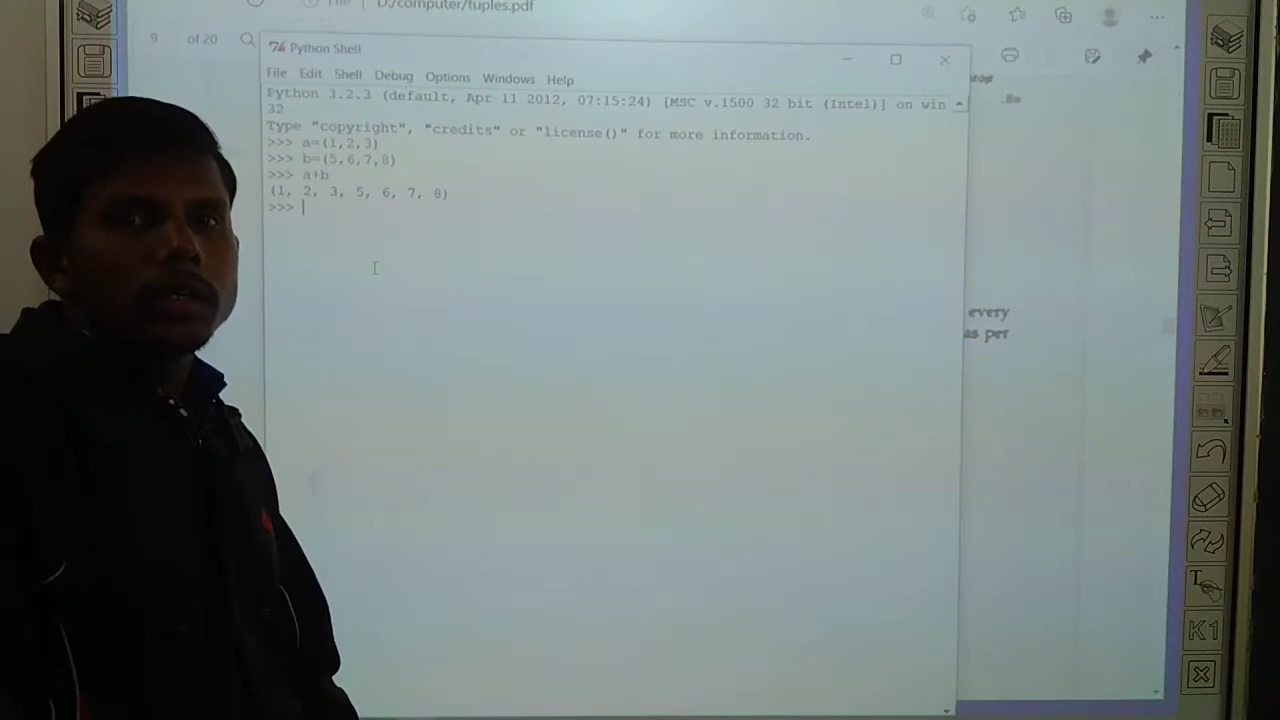 File | D:/computer/tuples.pdf
9 of 20
Python Shell
File Edit Shell Debug Options Windows Help
Python 3.2.3 (default, Apr 11 2012, 07:15:24) [MSC v.1500 32 bit (Intel)] on win
32
Type "copyright", "credits" or "license()" for more information.
>>> a=(1,2,3)
>>> b=(5,6,7,8)
>>> a+b
(1, 2, 3, 5, 6, 7, 8)
>>>
every
as per
T
K1